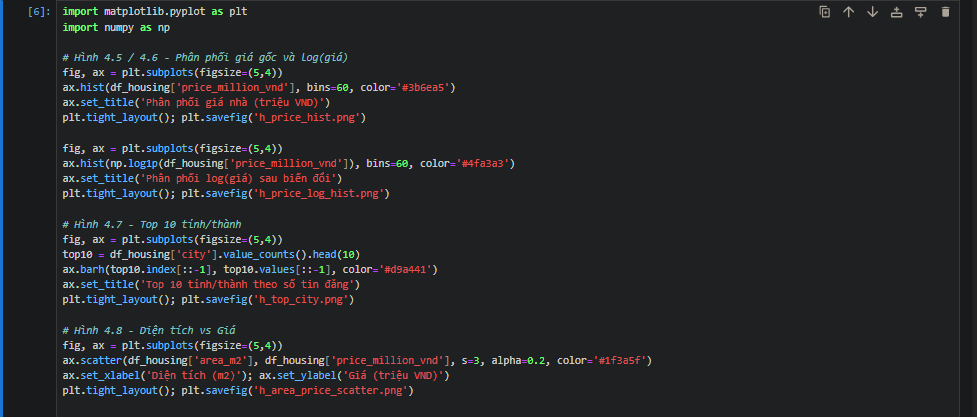 [6]: import matplotlib.pyplot as plt
import numpy as np
# Hình 4.5 / 4.6 - Phân phối giá gốc và log(giá)
fig, ax = plt.subplots(figsize=(5,4))
ax.hist(df_housing['price_million_vnd'], bins=60, color='#3b6ea5')
ax.set_title('Phân phối giá nhà (triệu VND)')
plt.tight_layout(); plt.savefig('h_price_hist.png')
fig, ax = plt.subplots(figsize=(5,4))
ax.hist(np.log1p(df_housing['price_million_vnd']), bins=60, color='#4fa3a3')
ax.set_title('Phân phối log(giá) sau biến đổi')
plt.tight_layout(); plt.savefig('h_price_log_hist.png')
# Hình 4.7 - Top 10 tỉnh/thành
fig, ax = plt.subplots(figsize=(5,4))
top10 = df_housing['city'].value_counts().head(10)
ax.barh(top10.index[::-1], top10.values[::-1], color='#d9a441')
ax.set_title('Top 10 tỉnh/thành theo số tin đăng')
plt.tight_layout(); plt.savefig('h_top_city.png')
# Hình 4.8 - Diện tích vs Giá
fig, ax = plt.subplots(figsize=(5,4))
ax.scatter(df_housing['area_m2'], df_housing['price_million_vnd'], s=3, alpha=0.2, color='#1f3a5f')
ax.set_xlabel('Diện tích (m2)'); ax.set_ylabel('Giá (triệu VND)')
plt.tight_layout(); plt.savefig('h_area_price_scatter.png')